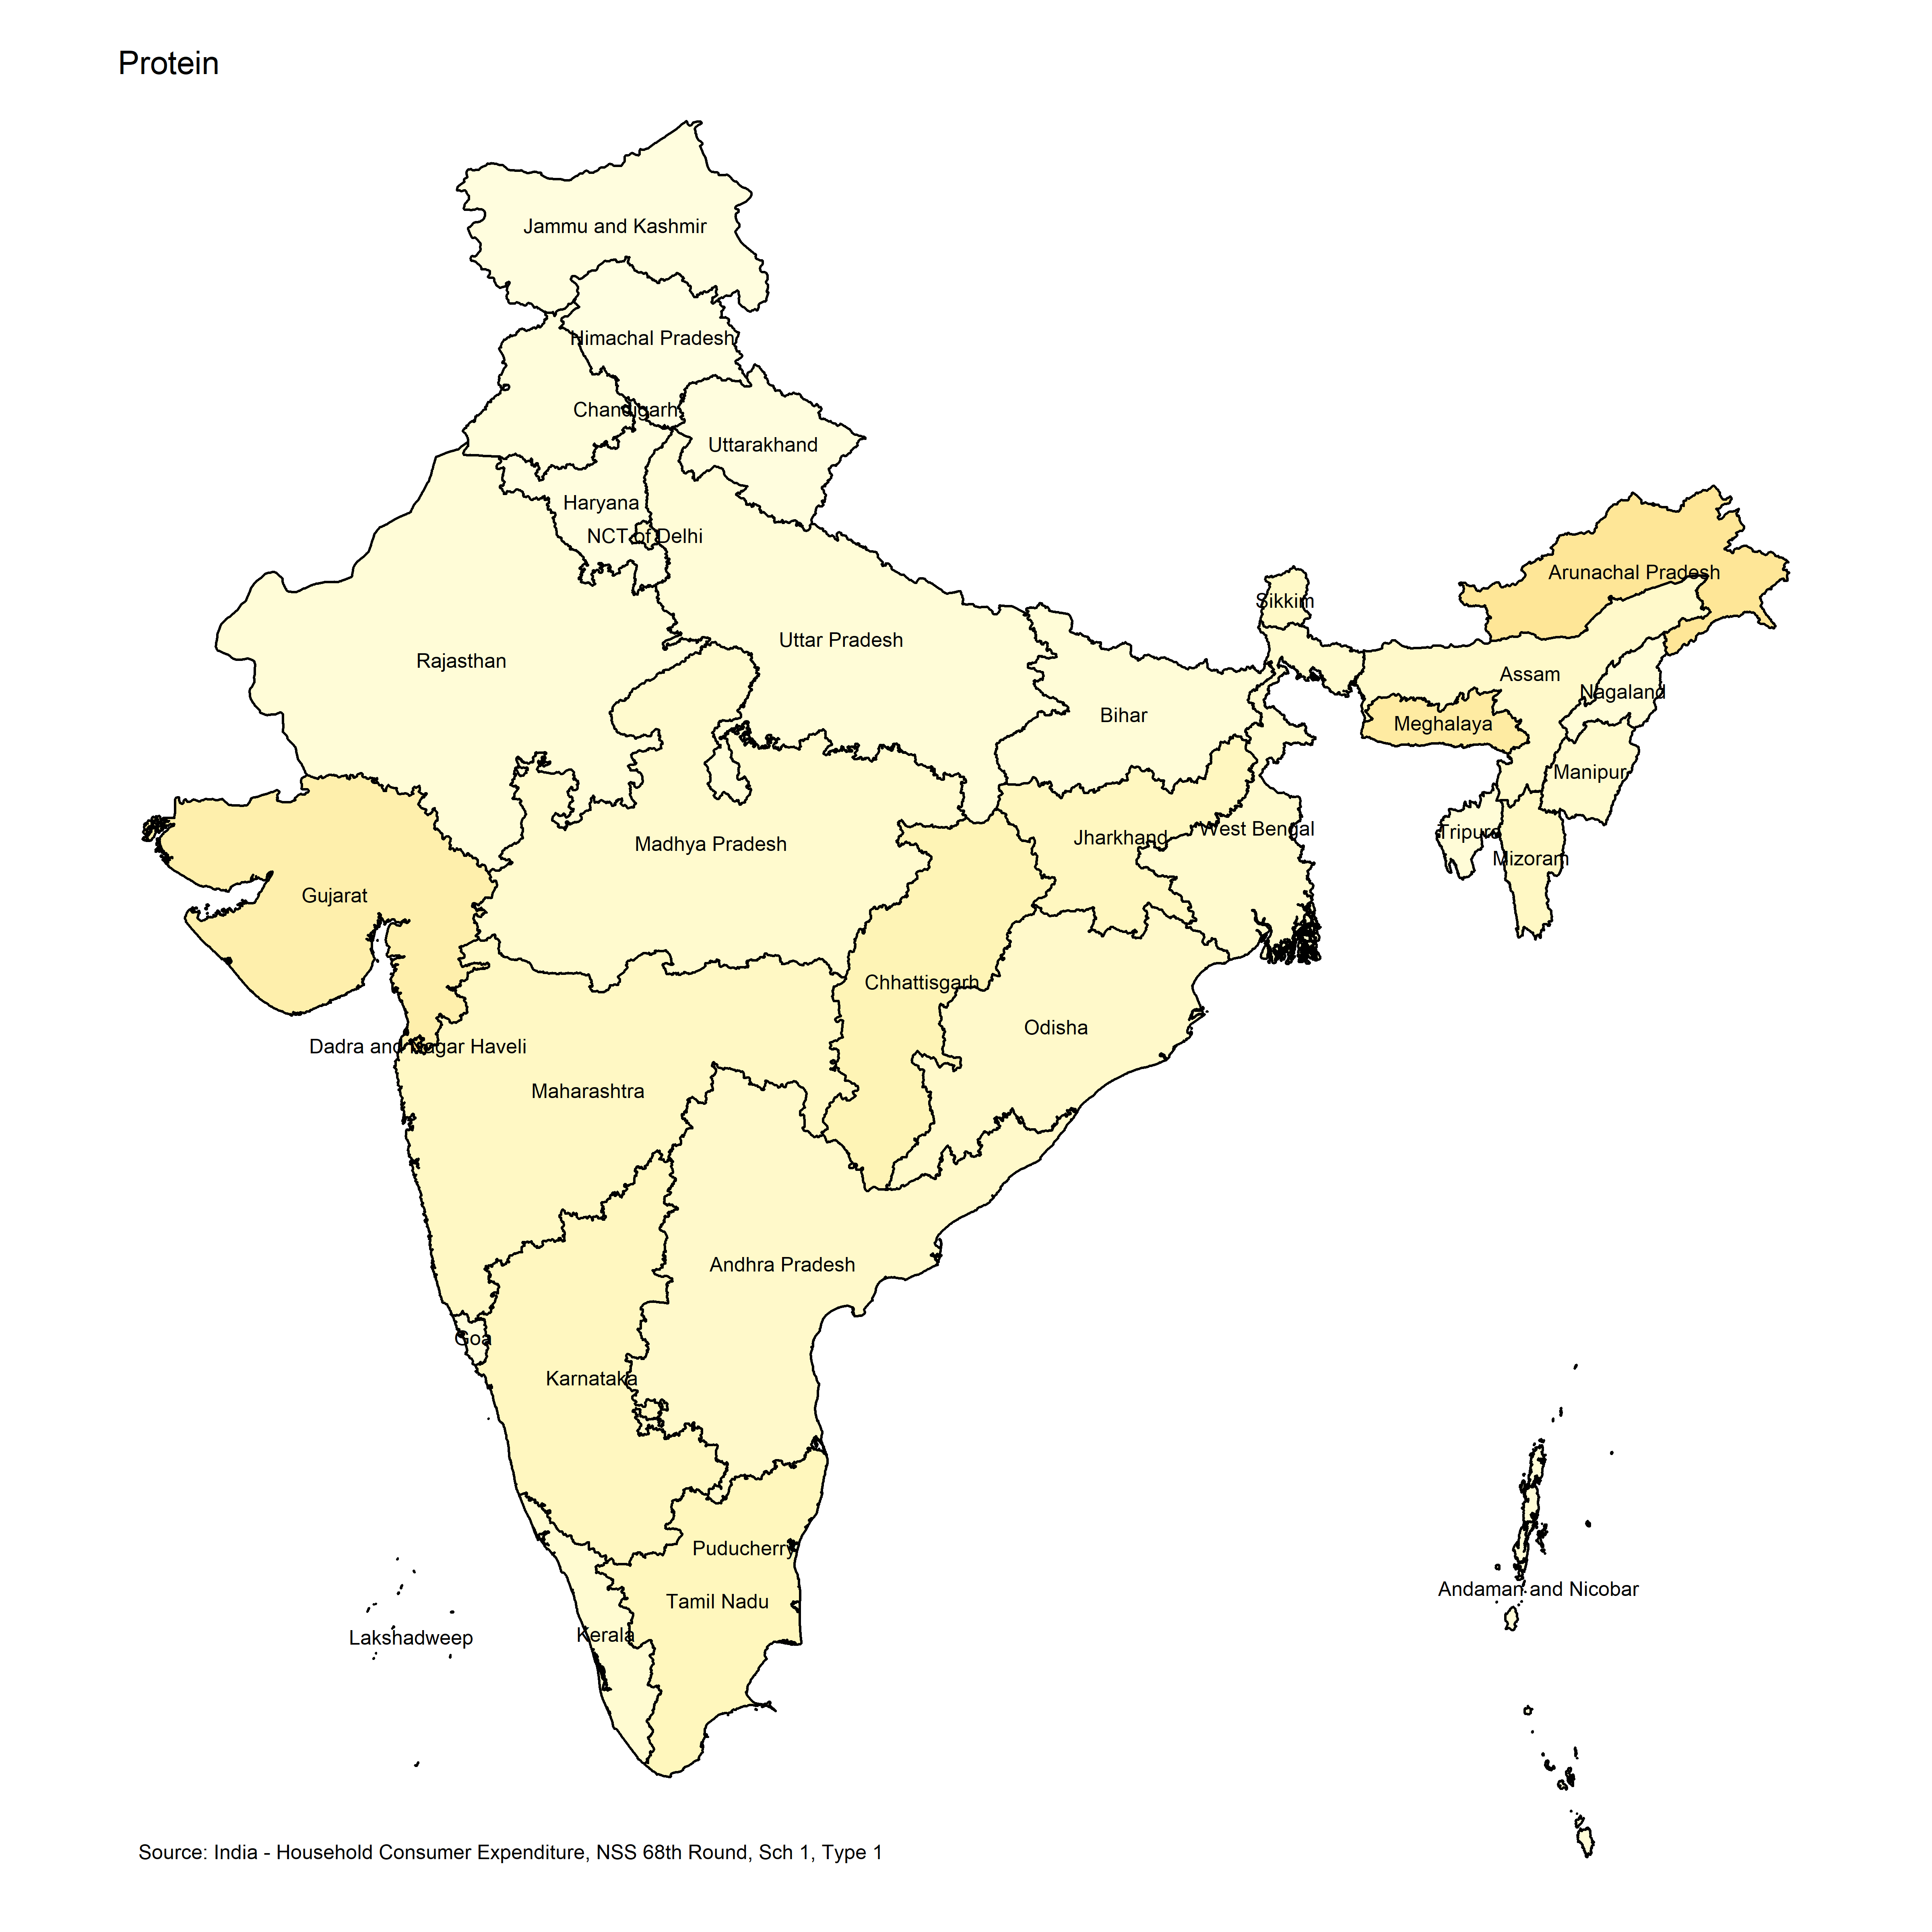 Protein
Jammu and Kashmir
Himachal Pradesh
Chandigarh
Uttarakhand
Haryana
NCT of Delhi
Arunachal Pradesh
Sikkim
Uttar Pradesh
Rajasthan
Assam
Nagaland
Bihar
Meghalaya
Manipur
West Bengal
Tripura
Jharkhand
Madhya Pradesh
Mizoram
Gujarat
Chhattisgarh
Odisha
Dadra and Nagar Haveli
Maharashtra
Andhra Pradesh
Goa
Karnataka
Puducherry
Andaman and Nicobar
Tamil Nadu
Kerala
Lakshadweep
Source: India - Household Consumer Expenditure, NSS 68th Round, Sch 1, Type 1